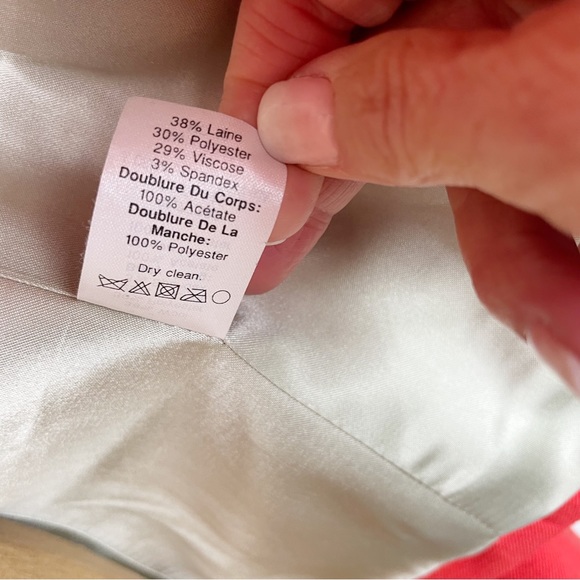 38% Laine
30% Polyester
29% Viscose
3% Spandex
Doublure Du Corps:
100% Acétate
Doublure De La
Manche:
100% Polyester
Dry clean.